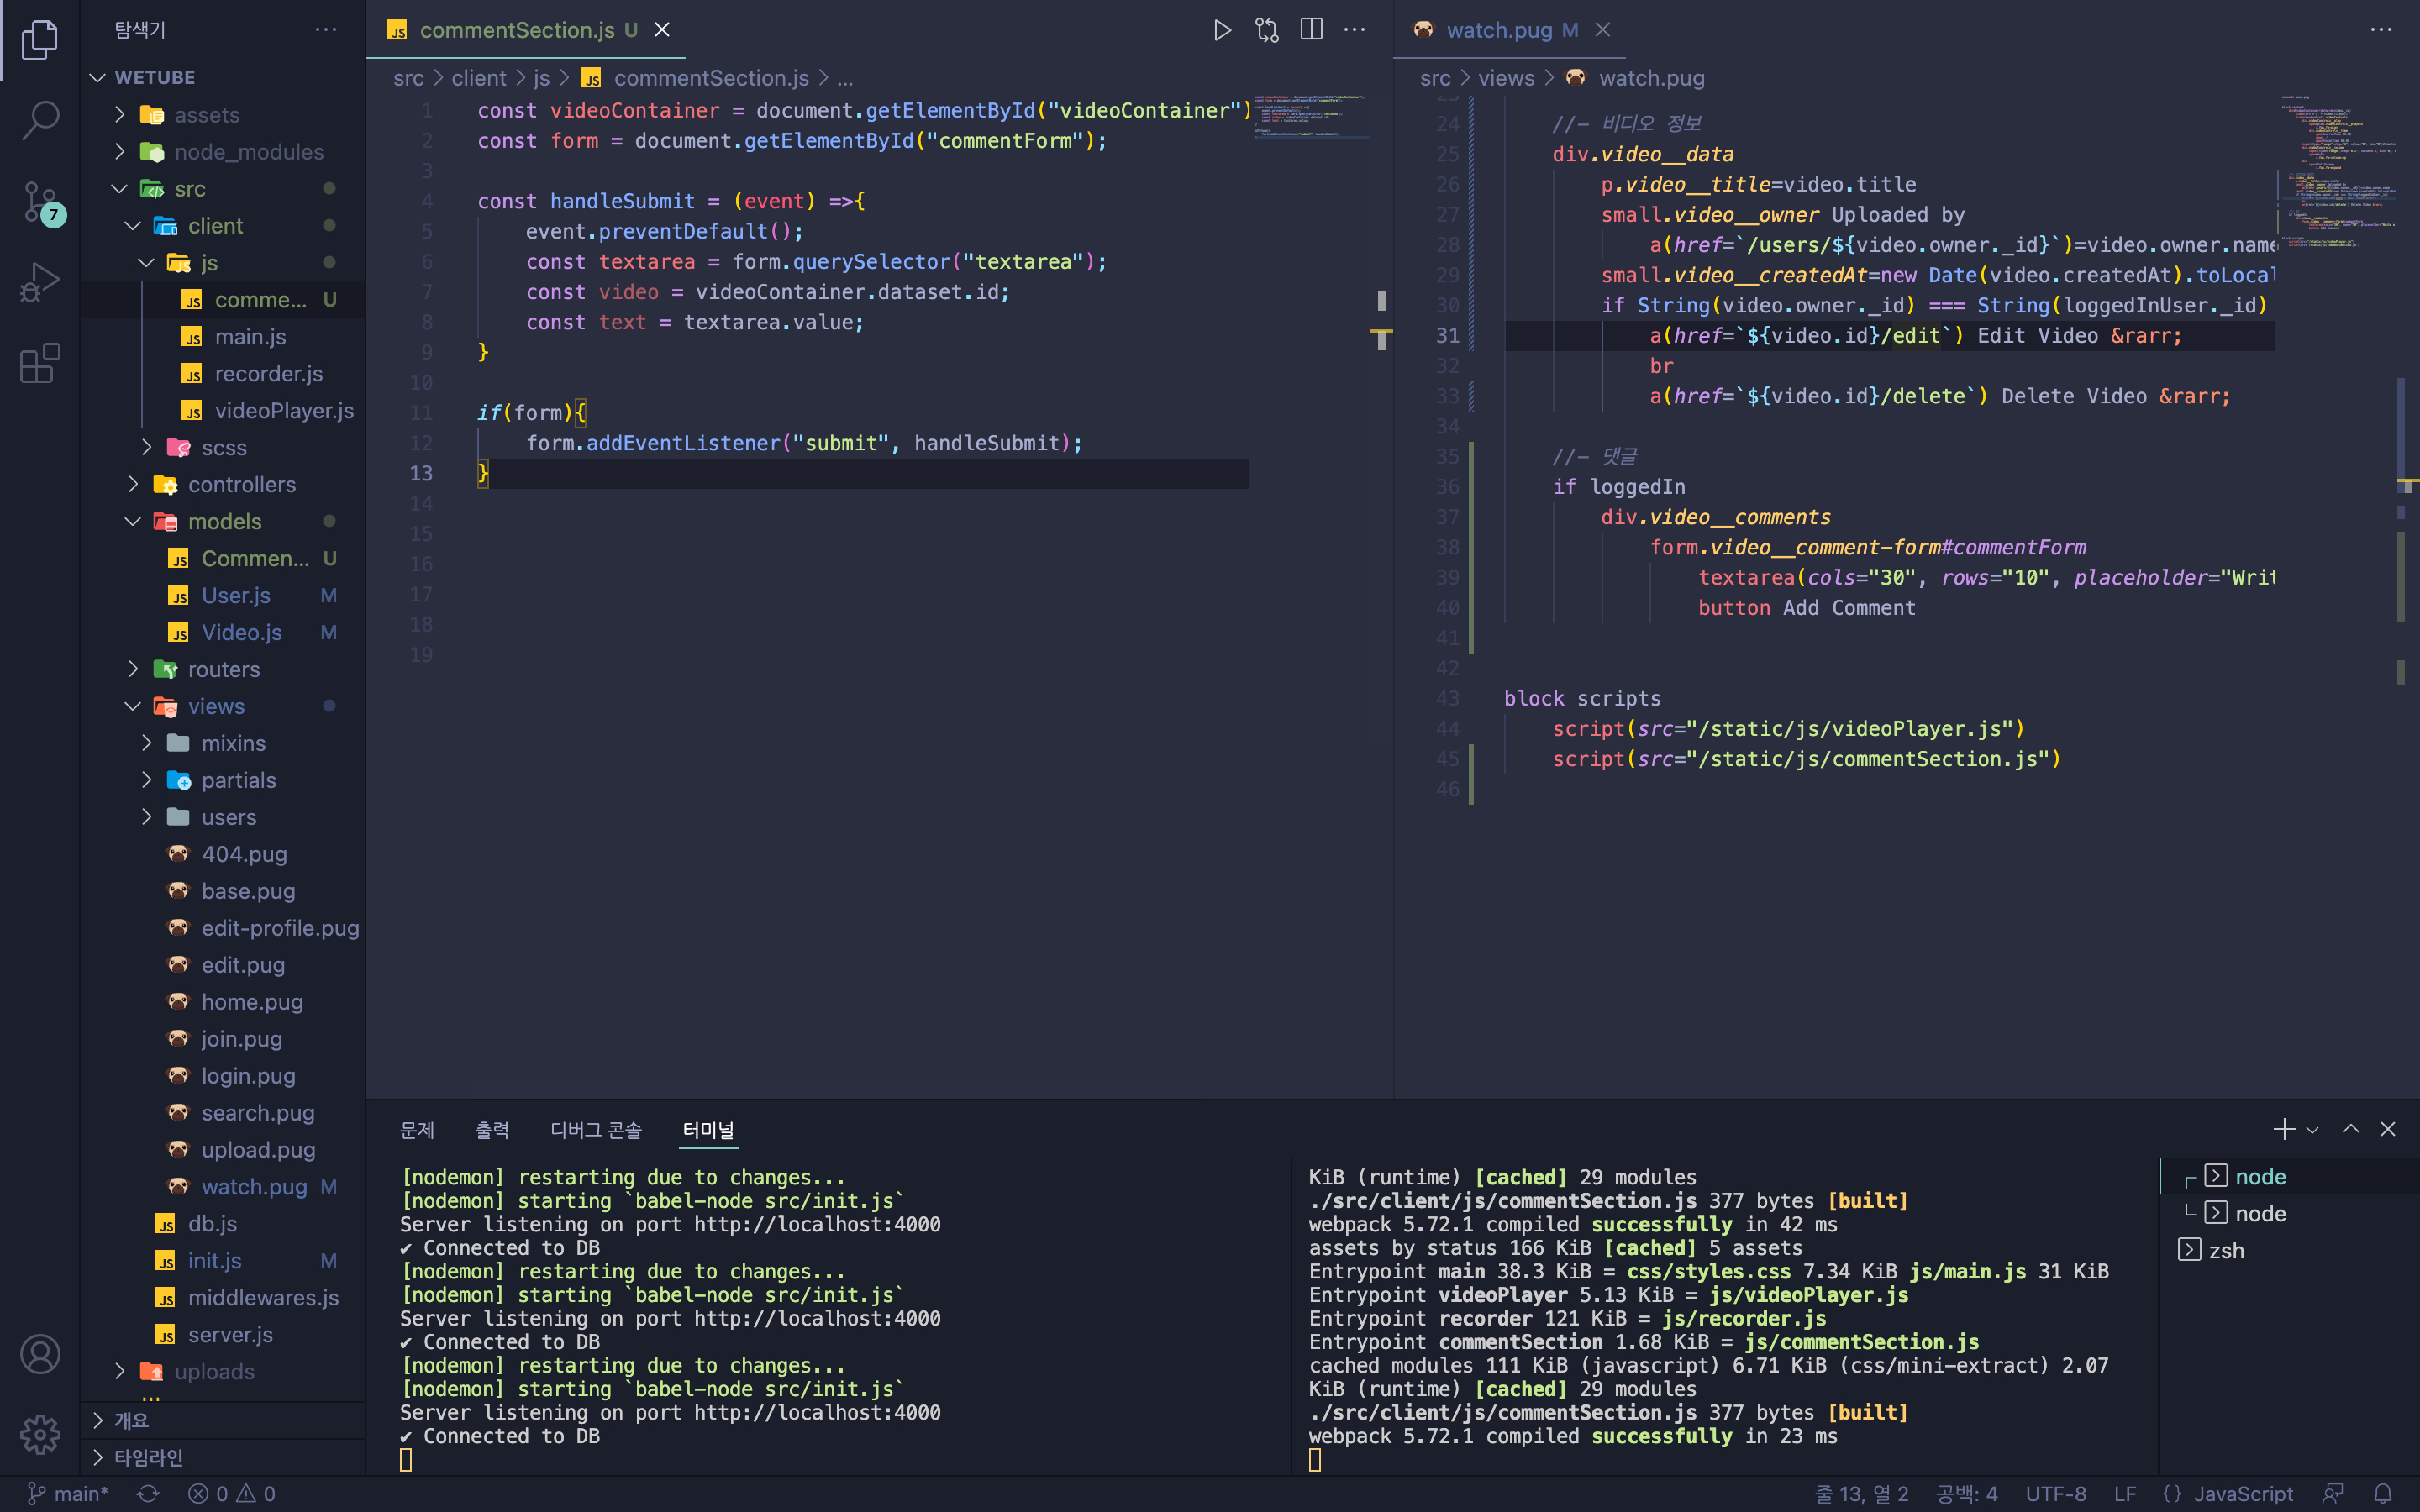 탐색기
WETUBE
assets
node_modules
src
client
js
comme... U
main.js
recorder.js
videoPlayer.js
scss
controllers
models
Commen... U
User.js M
Video.js M
routers
views
mixins
partials
users
404.pug
base.pug
edit-profile.pug
edit.pug
home.pug
join.pug
login.pug
search.pug
upload.pug
watch.pug M
db.js
init.js M
middlewares.js
server.js
uploads
개요
타임라인
7
commentSection.js U
src > client > js > commentSection.js > ...
1 const videoContainer = document.getElementById("videoContainer")
2 const form = document.getElementById("commentForm");
3
4 const handleSubmit = (event) =>{
5 event.preventDefault();
6 const textarea = form.querySelector("textarea");
7 const video = videoContainer.dataset.id;
8 const text = textarea.value;
9 }
10
11 if(form){
12 form.addEventListener("submit", handleSubmit);
13 }
14
15
16
17
18
19
watch.pug M
src > views > watch.pug
24 //- 비디오 정보
25 div.video__data
26 p.video__title=video.title
27 small.video__owner Uploaded by
28 a(href=`/users/${video.owner._id}`)=video.owner.name
29 small.video__createdAt=new Date(video.createdAt).toLocal
30 if String(video.owner._id) === String(loggedInUser._id)
31 a(href=`${video.id}/edit`) Edit Video &rarr;
32 br
33 a(href=`${video.id}/delete`) Delete Video &rarr;
34
35 //- 댓글
36 if loggedIn
37 div.video__comments
38 form.video__comment-form#commentForm
39 textarea(cols="30", rows="10", placeholder="Writ
40 button Add Comment
41
42
43 block scripts
44 script(src="/static/js/videoPlayer.js")
45 script(src="/static/js/commentSection.js")
46
문제 출력 디버그 콘솔 터미널
[nodemon] restarting due to changes...
[nodemon] starting `babel-node src/init.js`
Server listening on port http://localhost:4000
✔ Connected to DB
[nodemon] restarting due to changes...
[nodemon] starting `babel-node src/init.js`
Server listening on port http://localhost:4000
✔ Connected to DB
[nodemon] restarting due to changes...
[nodemon] starting `babel-node src/init.js`
Server listening on port http://localhost:4000
✔ Connected to DB
KiB (runtime) [cached] 29 modules
./src/client/js/commentSection.js 377 bytes [built]
webpack 5.72.1 compiled successfully in 42 ms
assets by status 166 KiB [cached] 5 assets
Entrypoint main 38.3 KiB = css/styles.css 7.34 KiB js/main.js 31 KiB
Entrypoint videoPlayer 5.13 KiB = js/videoPlayer.js
Entrypoint recorder 121 KiB = js/recorder.js
Entrypoint commentSection 1.68 KiB = js/commentSection.js
cached modules 111 KiB (javascript) 6.71 KiB (css/mini-extract) 2.07
KiB (runtime) [cached] 29 modules
./src/client/js/commentSection.js 377 bytes [built]
webpack 5.72.1 compiled successfully in 23 ms
node
node
zsh
main* 0 0
줄 13, 열 2 공백: 4 UTF-8 LF {} JavaScript